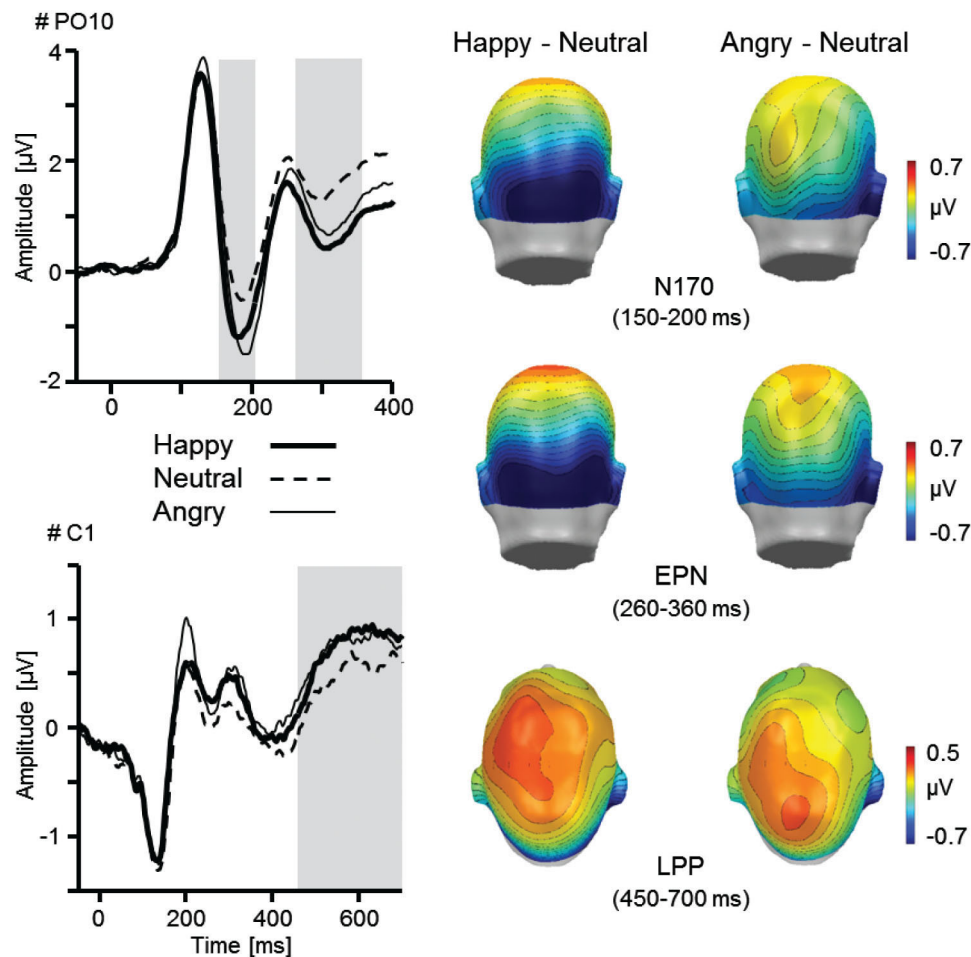 # PO10
4
2
0
-2
Amplitude [µV]
0
200
400
Happy
Neutral
Angry
# C1
1
0
-1
Amplitude [µV]
0
200
400
600
Time [ms]
Happy - Neutral
Angry - Neutral
0.7
µV
-0.7
N170
(150-200 ms)
0.7
µV
-0.7
EPN
(260-360 ms)
0.5
µV
-0.7
LPP
(450-700 ms)